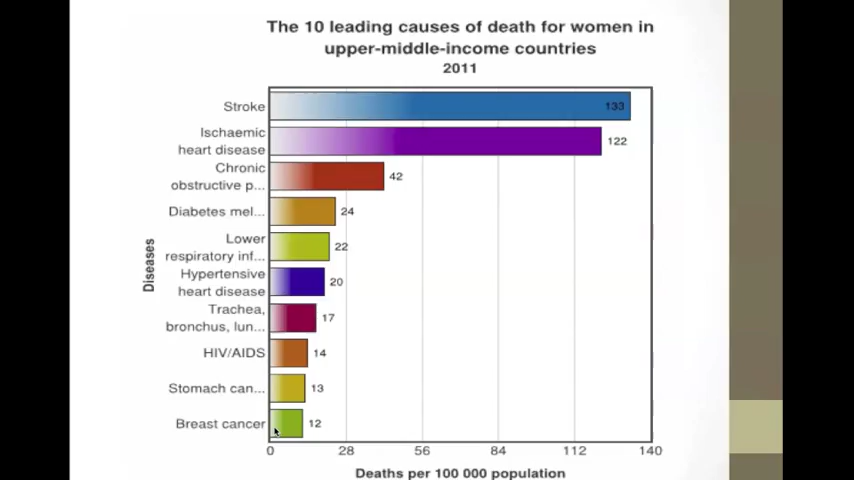 The 10 leading causes of death for women in
upper-middle-income countries
2011
Stroke
133
Ischaemic
heart disease
122
Chronic
obstructive p...
42
Diabetes mel...
24
Lower
respiratory inf...
22
Hypertensive
heart disease
20
Trachea,
bronchus, lun...
17
HIV/AIDS
14
Stomach can...
13
Breast cancer
12
Diseases
0 28 56 84 112 140
Deaths per 100 000 population